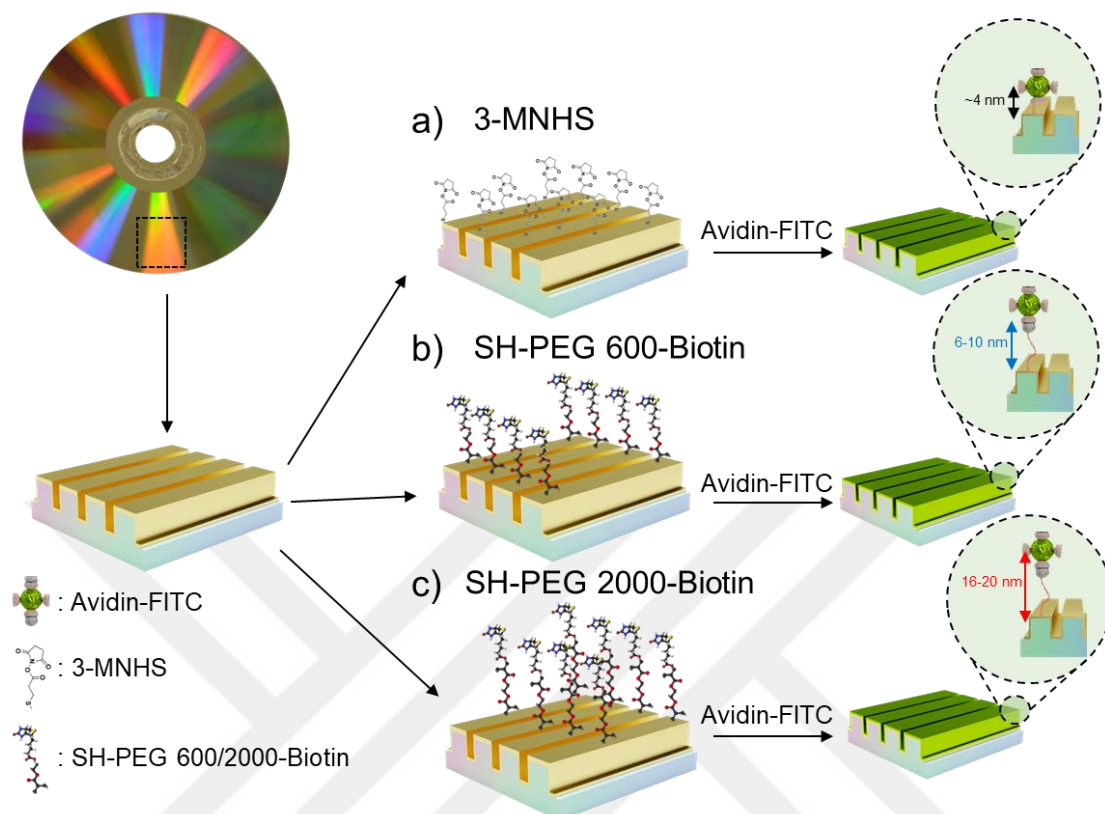 a) 3-MNHS
Avidin-FITC
~4 nm
b) SH-PEG 600-Biotin
Avidin-FITC
6-10 nm
c) SH-PEG 2000-Biotin
Avidin-FITC
16-20 nm
: Avidin-FITC
: 3-MNHS
: SH-PEG 600/2000-Biotin